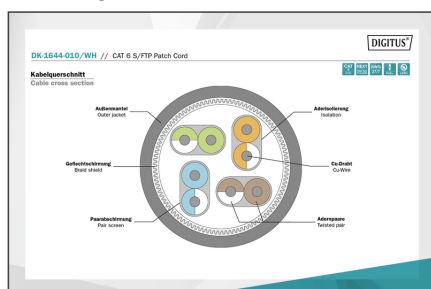 DIGITUS®
DK-1644-010/WH // CAT 6 S/FTP Patch Cord
Kabelquerschnitt
Cable cross section
Außenmantel
Outer jacket
Aderisolierung
Isolation
Geflechtschirmung
Braid shield
Cu-Draht
Cu-Wire
Paarabschirmung
Pair screen
Adernpaare
Twisted pair